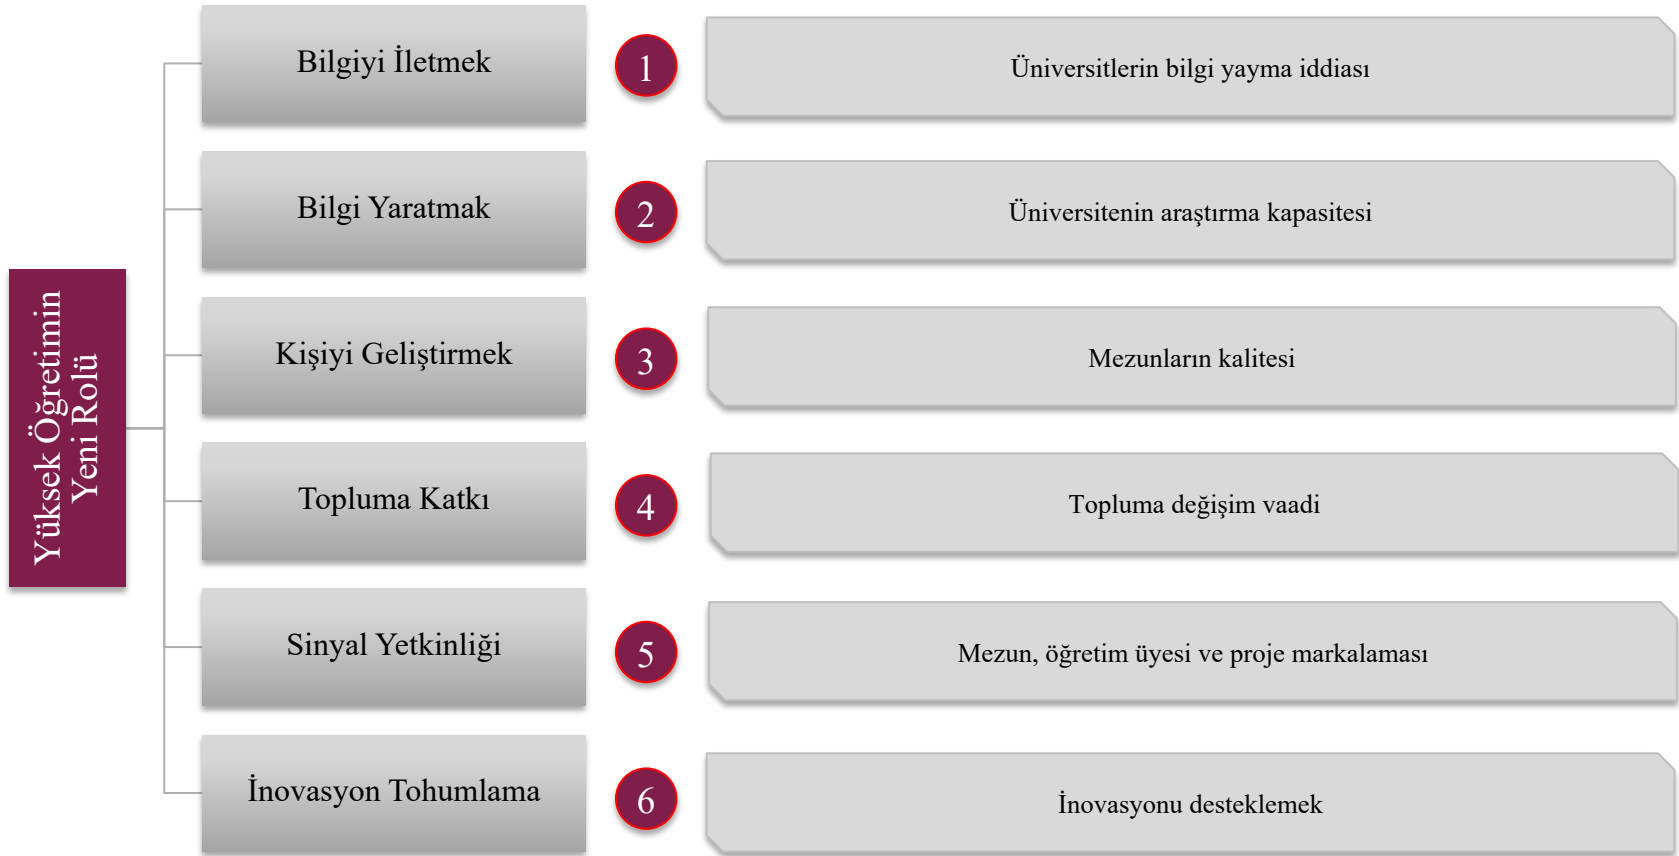 Yüksek Öğretimin
Yeni Rolü
Bilgiyi İletmek
1
Üniversitlerin bilgi yayma iddiası
Bilgi Yaratmak
2
Üniversitenin araştırma kapasitesi
Kişiyi Geliştirmek
3
Mezunların kalitesi
Topluma Katkı
4
Topluma değişim vaadi
Sinyal Yetkinliği
5
Mezun, öğretim üyesi ve proje markalaması
İnovasyon Tohumlama
6
İnovasyonu desteklemek